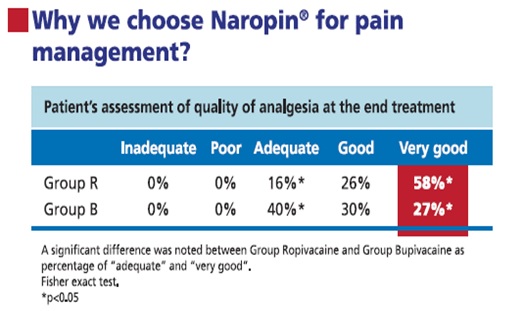 Why we choose Naropin® for pain
management?
Patient's assessment of quality of analgesia at the end treatment
Inadequate Poor Adequate Good Very good
Group R 0% 0% 16%* 26% 58%*
Group B 0% 0% 40%* 30% 27%*
A significant difference was noted between Group Ropivacaine and Group Bupivacaine as
percentage of "adequate" and "very good".
Fisher exact test.
*p<0.05